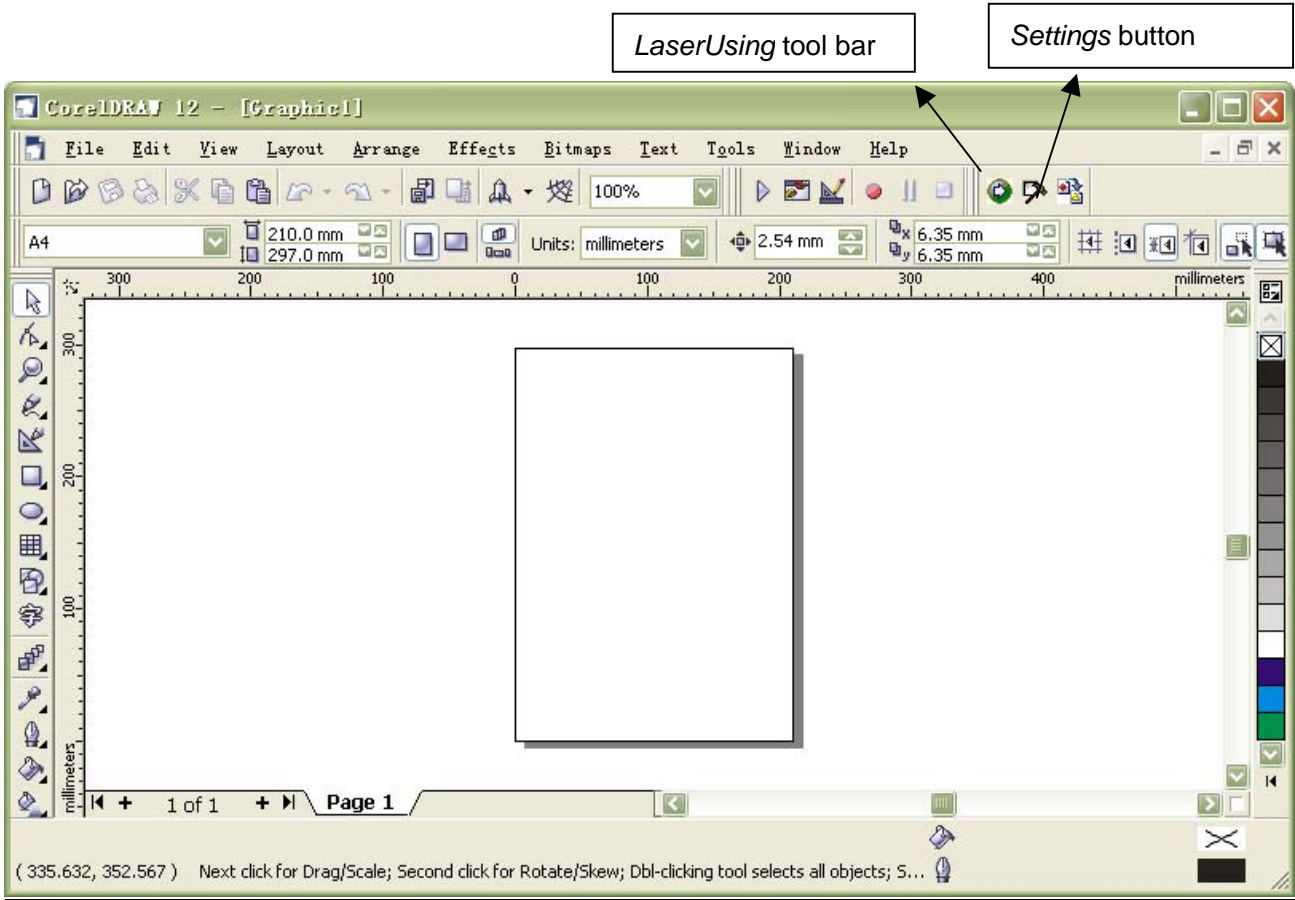 LaserUsing tool bar
Settings button
CorelDRAW 12 - [Graphic1]
File Edit View Layout Arrange Effects Bitmaps Text Tools Window Help
100%
A4
210.0 mm
297.0 mm
Units: millimeters
2.54 mm
x 6.35 mm
y 6.35 mm
300 200 100 0 100 200 300 400 millimeters
300
200
100
millimeters
字
1 of 1
Page 1
( 335.632, 352.567 ) Next click for Drag/Scale; Second click for Rotate/Skew; Dbl-clicking tool selects all objects; S...